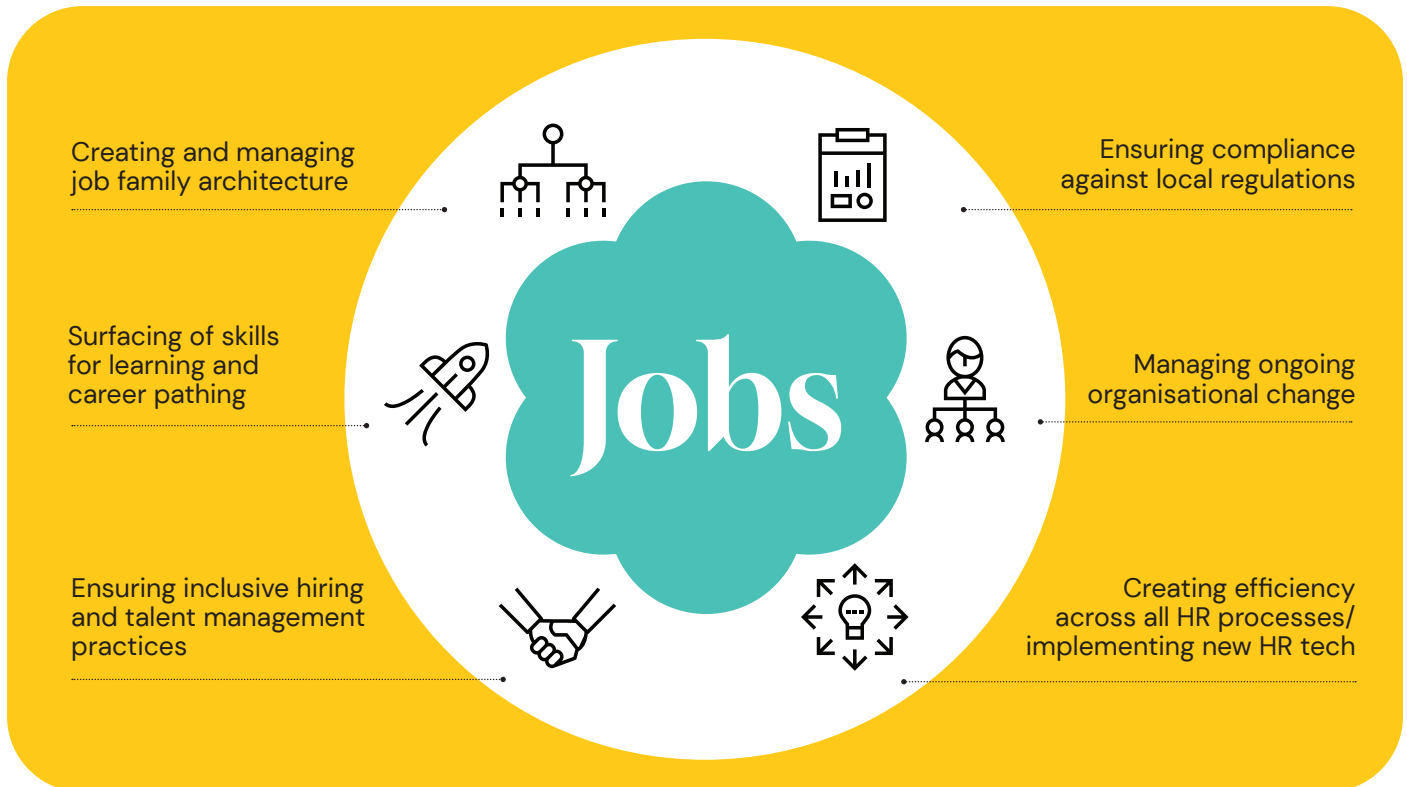 Creating and managing
job family architecture
Surfacing of skills
for learning and
career pathing
Ensuring inclusive hiring
and talent management
practices
Jobs
Ensuring compliance
against local regulations
Managing ongoing
organisational change
Creating efficiency
across all HR processes/
implementing new HR tech